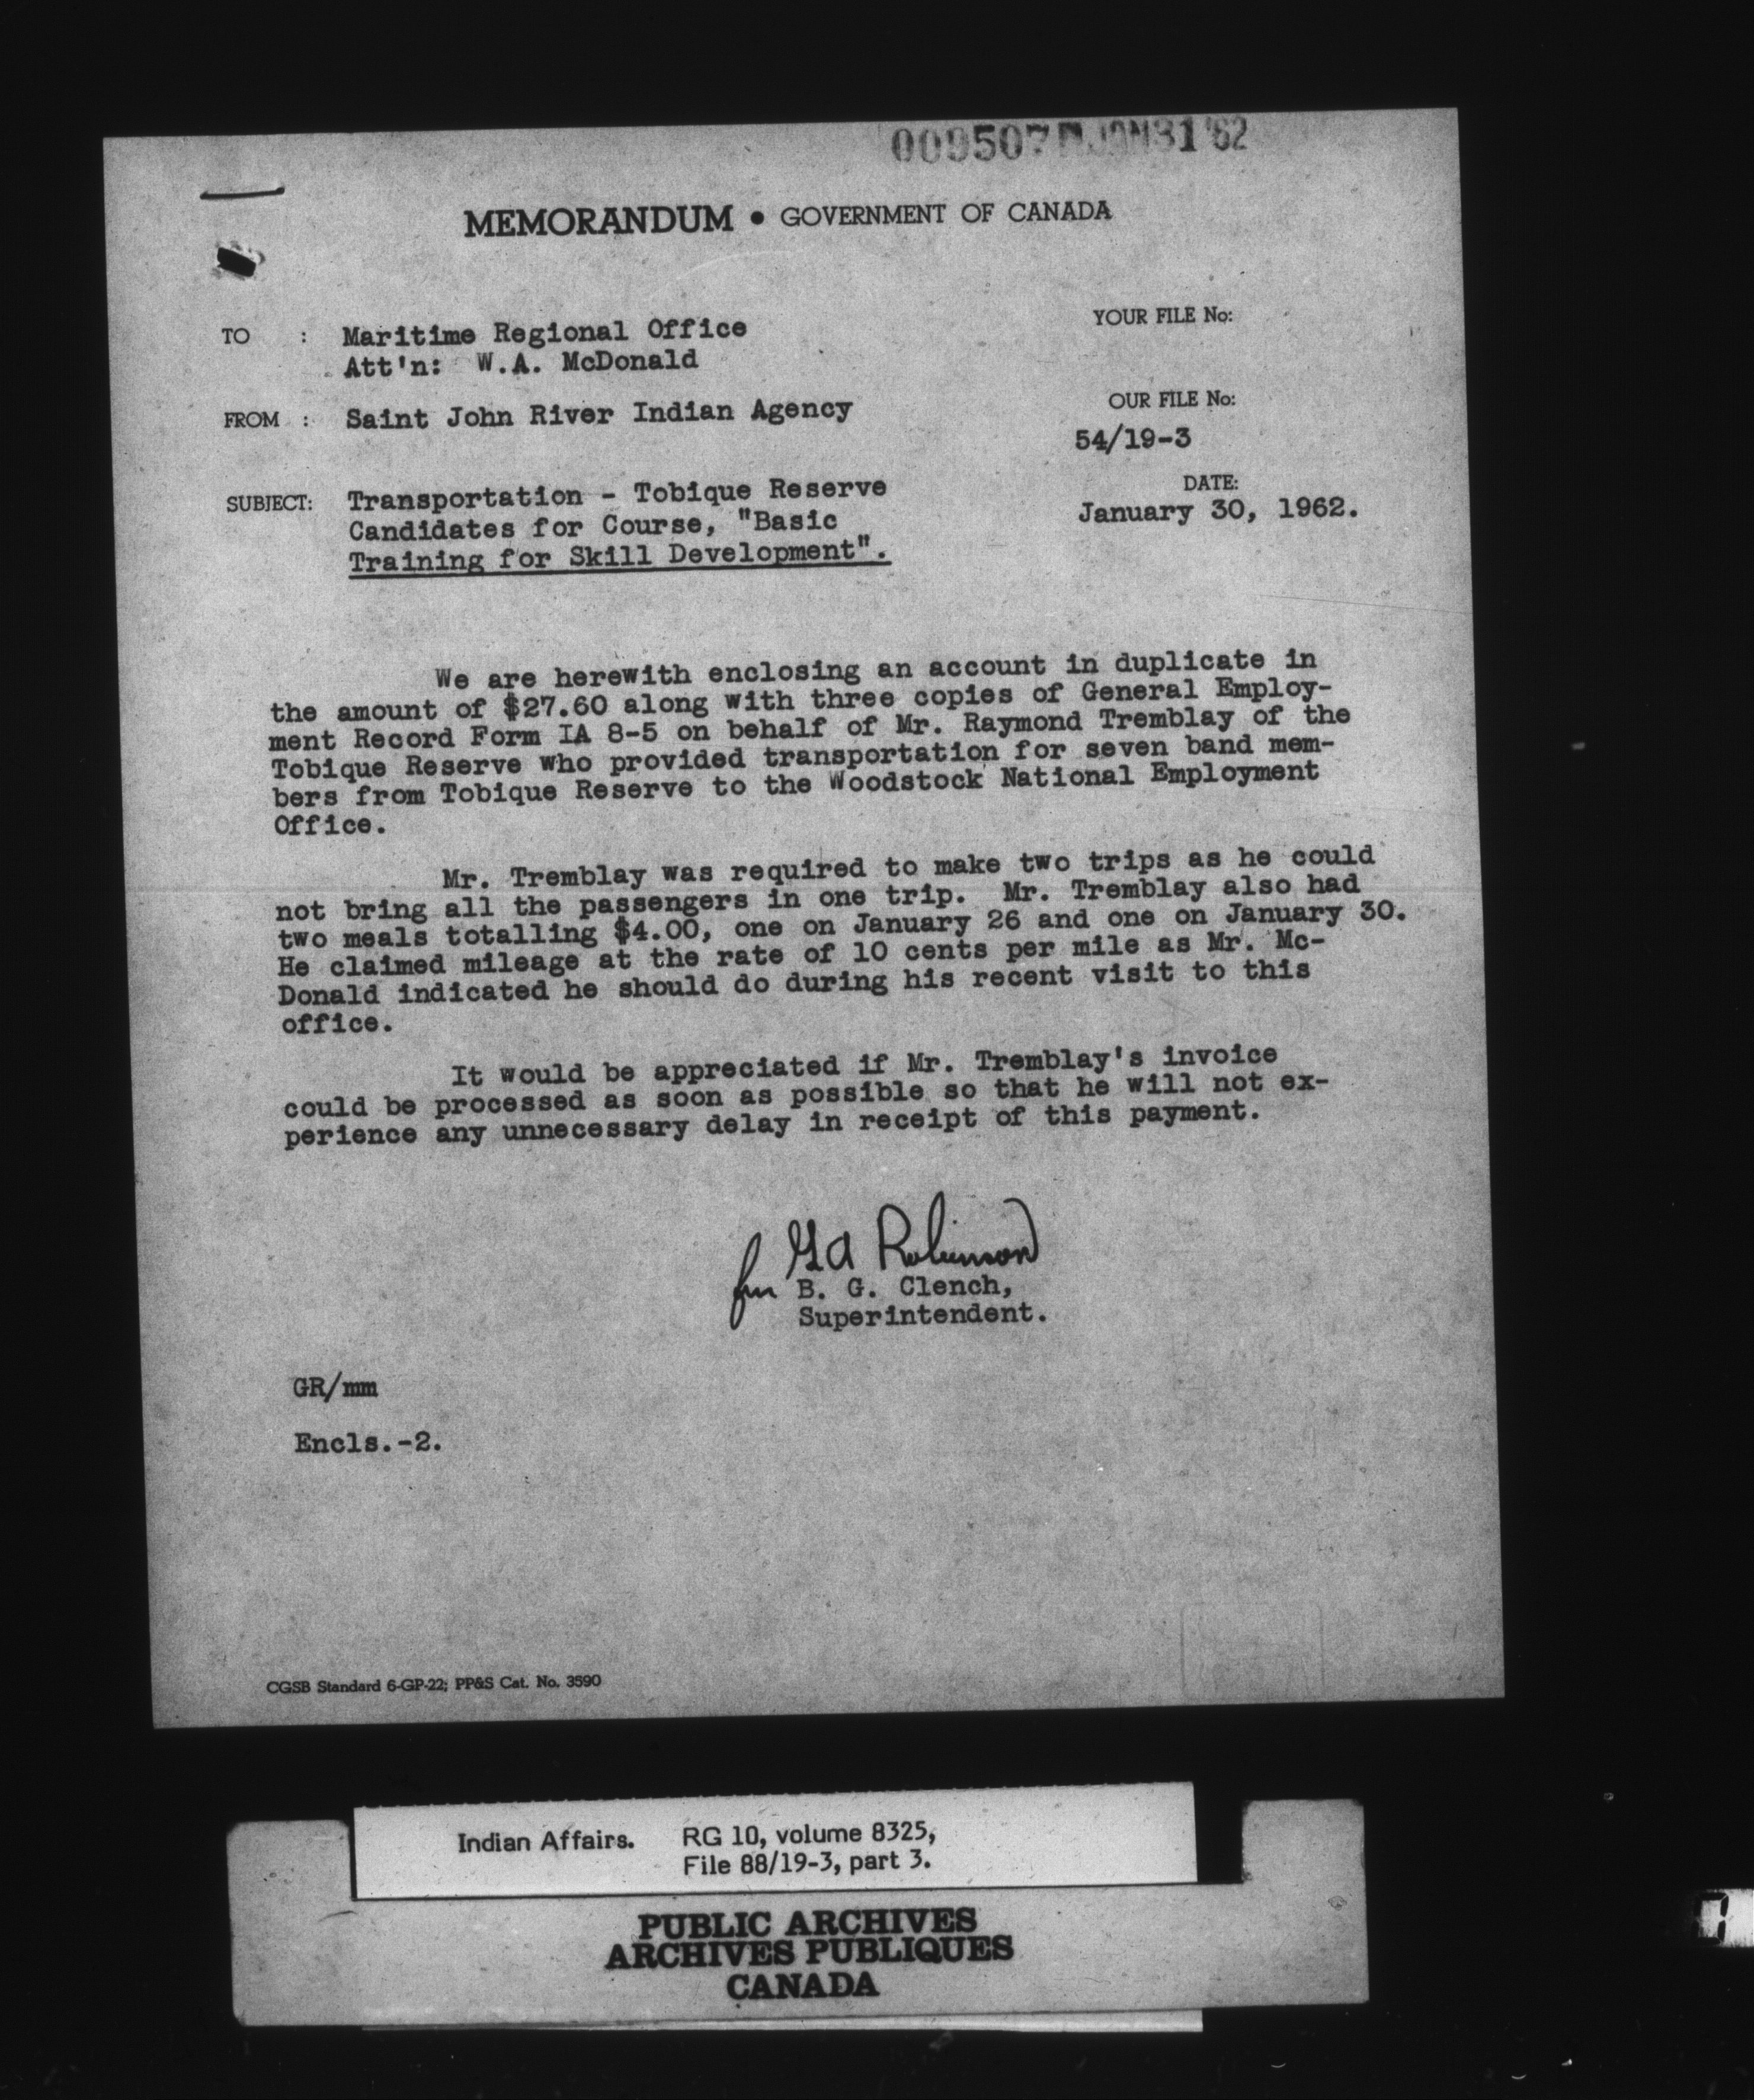 009507 JAN31'62
MEMORANDUM • GOVERNMENT OF CANADA
TO : Maritime Regional Office
Att'n: W.A. McDonald
YOUR FILE No:
FROM : Saint John River Indian Agency
OUR FILE No:
54/19-3
SUBJECT: Transportation - Tobique Reserve
Candidates for Course, "Basic
Training for Skill Development".
DATE:
January 30, 1962.
We are herewith enclosing an account in duplicate in
the amount of $27.60 along with three copies of General Employ-
ment Record Form IA 8-5 on behalf of Mr. Raymond Tremblay of the
Tobique Reserve who provided transportation for seven band mem-
bers from Tobique Reserve to the Woodstock National Employment
Office.
Mr. Tremblay was required to make two trips as he could
not bring all the passengers in one trip. Mr. Tremblay also had
two meals totalling $4.00, one on January 26 and one on January 30.
He claimed mileage at the rate of 10 cents per mile as Mr. Mc-
Donald indicated he should do during his recent visit to this
office.
It would be appreciated if Mr. Tremblay's invoice
could be processed as soon as possible so that he will not ex-
perience any unnecessary delay in receipt of this payment.
GA Robinson
for B. G. Clench,
Superintendent.
GR/mm
Encls.-2.
CGSB Standard 6-GP-22; PP&S Cat. No. 3590
Indian Affairs. RG 10, volume 8325,
File 88/19-3, part 3.
PUBLIC ARCHIVES
ARCHIVES PUBLIQUES
CANADA